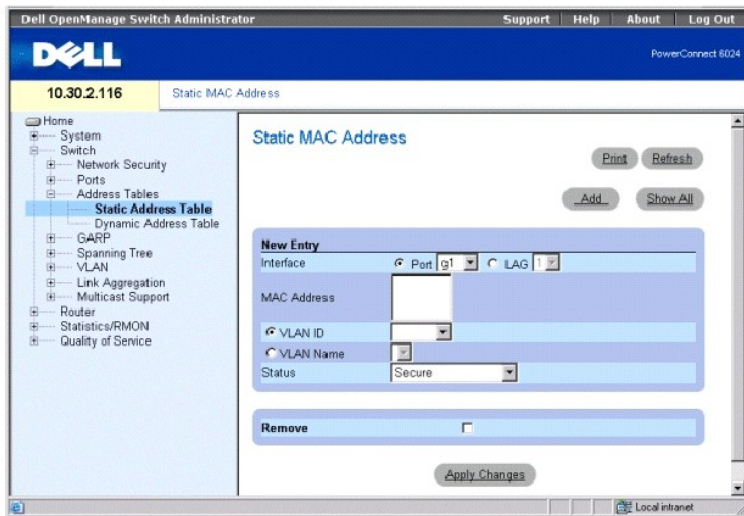 Dell OpenManage Switch Administrator
Support Help About Log Out
DELL
PowerConnect 6024
10.30.2.116
Static MAC Address
Home
System
Switch
Network Security
Ports
Address Tables
Static Address Table
Dynamic Address Table
GARP
Spanning Tree
VLAN
Link Aggregation
Multicast Support
Router
Statistics/RMON
Quality of Service
Static MAC Address
Print Refresh
Add Show All
New Entry
Interface Port g1 LAG 1
MAC Address
VLAN ID
VLAN Name
Status Secure
Remove
Apply Changes
Local intranet